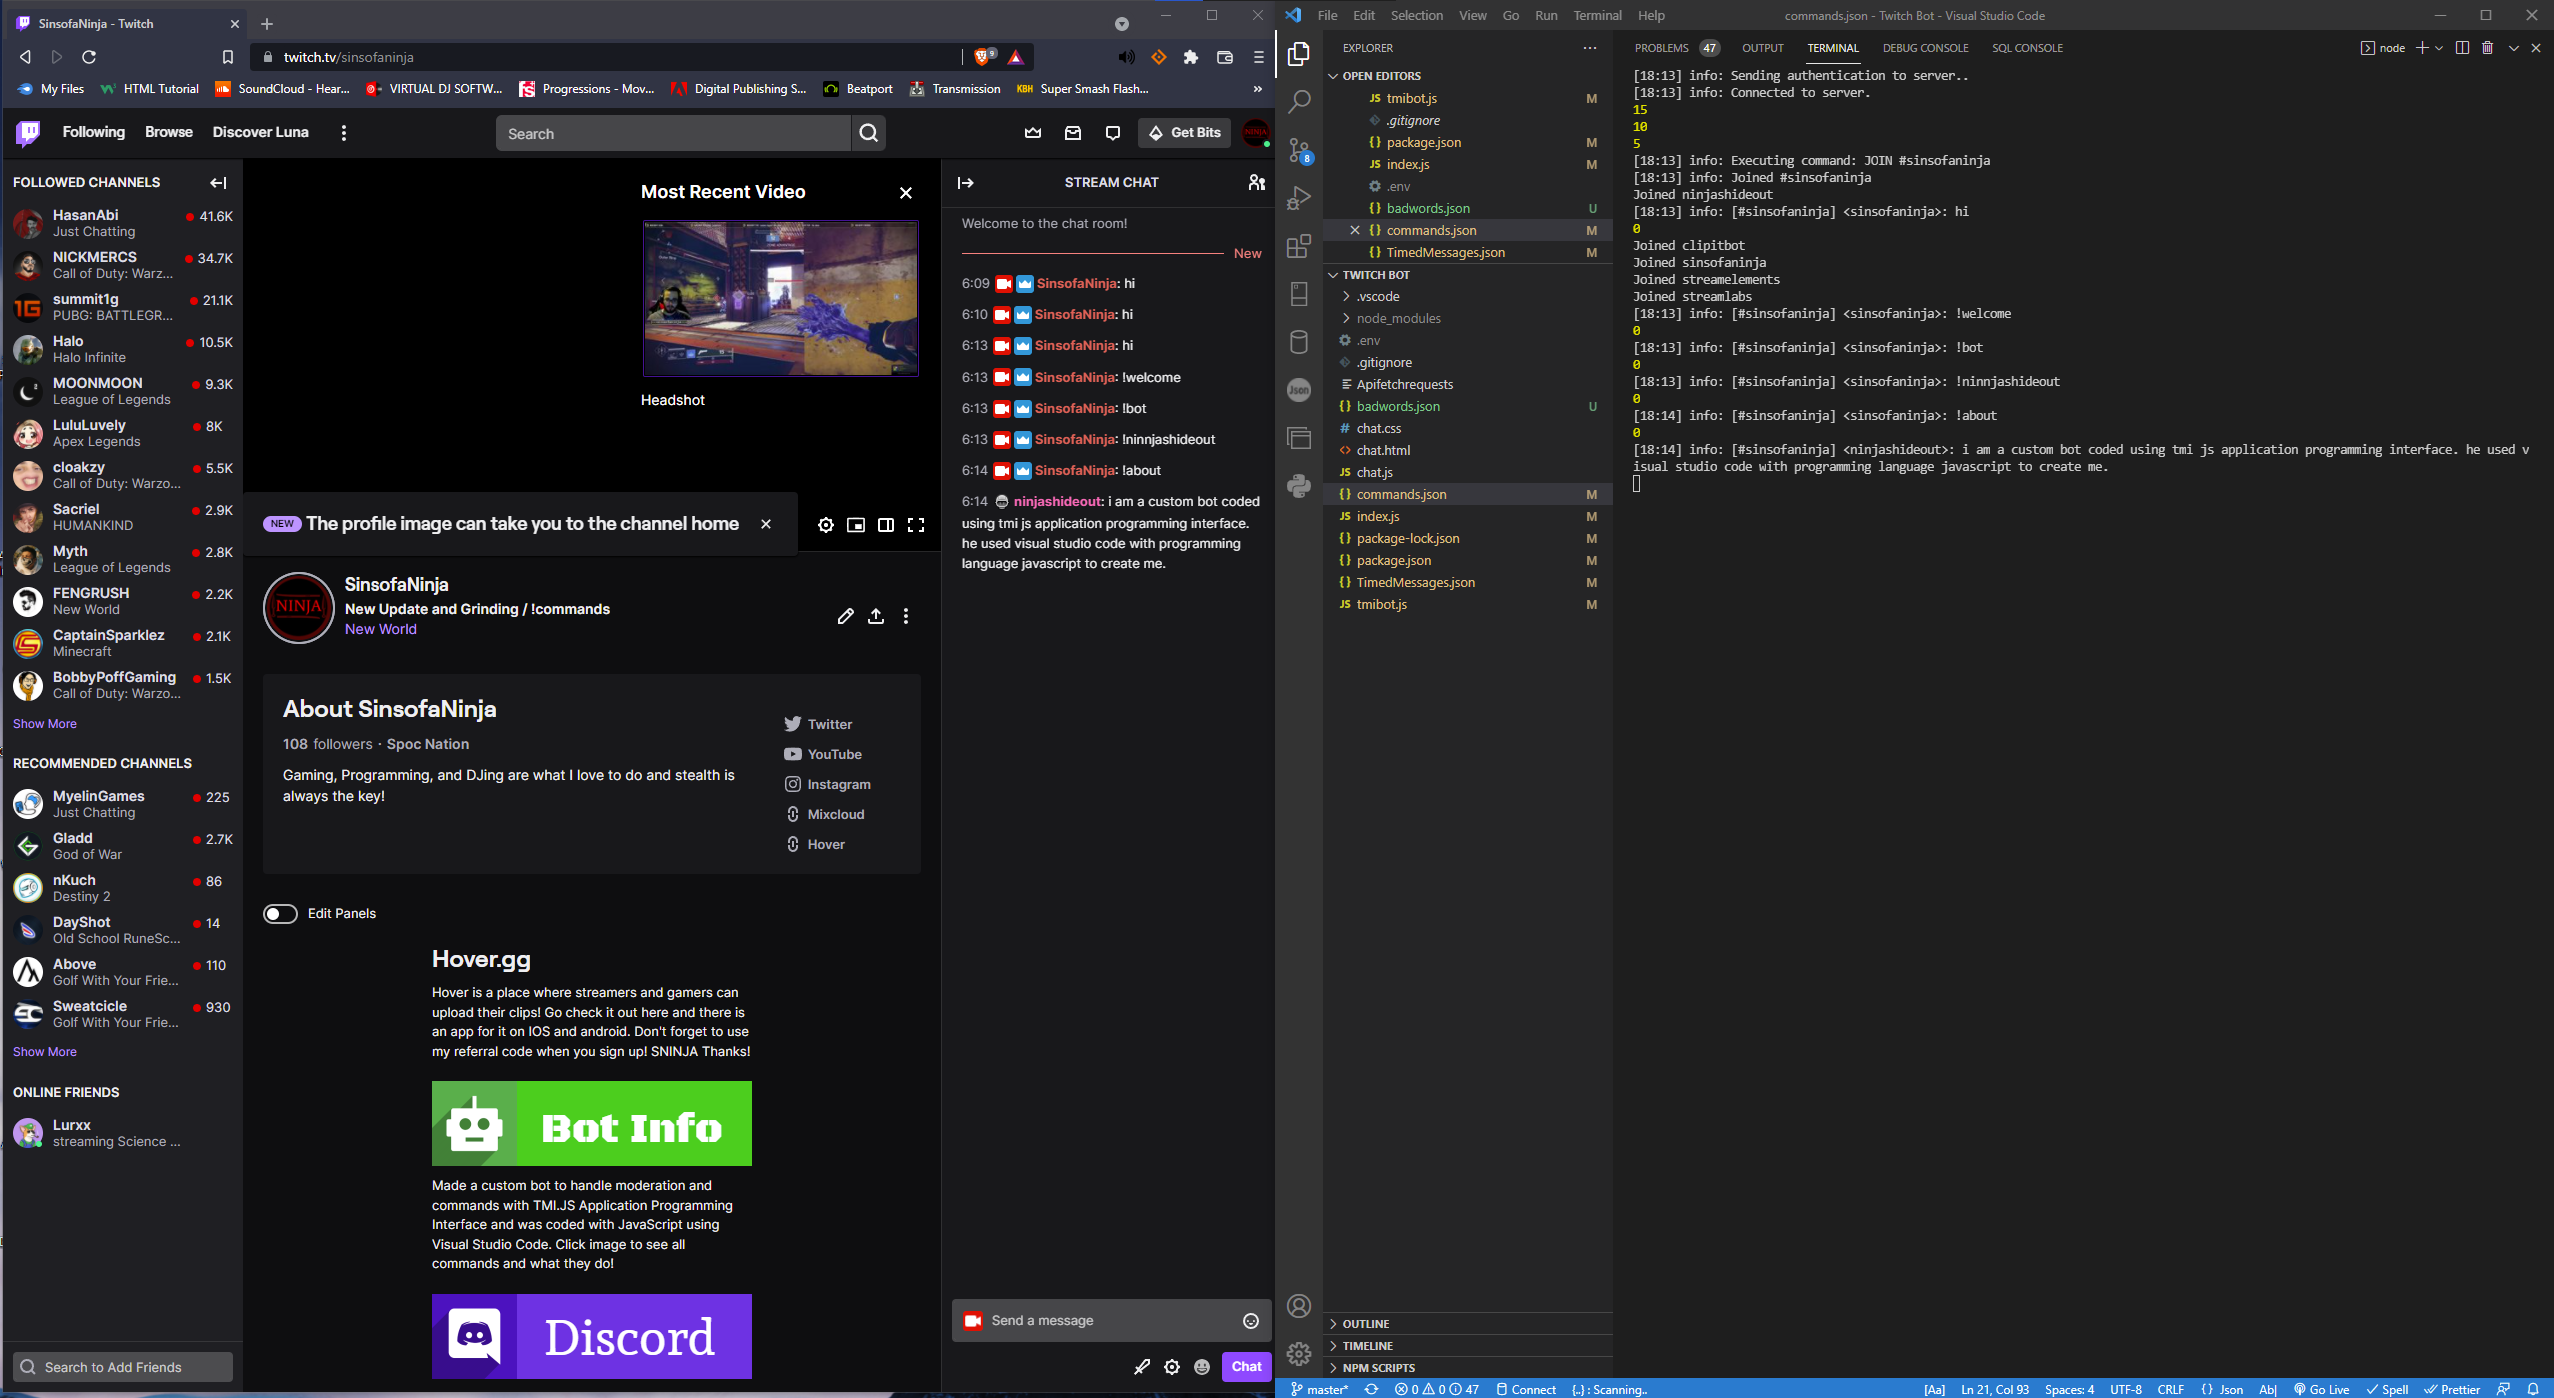 SinsofaNinja - Twitch
twitch.tv/sinsofaninja
9
My Files
HTML Tutorial
SoundCloud - Hear...
VIRTUAL DJ SOFTW...
Progressions - Mov...
Digital Publishing S...
Beatport
Transmission
KBH
Super Smash Flash...
»
Following
Browse
Discover Luna
Search
Get Bits
FOLLOWED CHANNELS
HasanAbi
41.6K
Just Chatting
NICKMERCS
34.7K
Call of Duty: Warz...
summit1g
21.1K
PUBG: BATTLEGR...
Halo
10.5K
Halo Infinite
MOONMOON
9.3K
League of Legends
LuluLuvely
8K
Apex Legends
cloakzy
5.5K
Call of Duty: Warzo...
Sacriel
2.9K
HUMANKIND
Myth
2.8K
League of Legends
FENGRUSH
2.2K
New World
CaptainSparklez
2.1K
Minecraft
BobbyPoffGaming
1.5K
Call of Duty: Warzo...
Show More
RECOMMENDED CHANNELS
MyelinGames
225
Just Chatting
Gladd
2.7K
God of War
nKuch
86
Destiny 2
DayShot
14
Old School RuneSc...
Above
110
Golf With Your Frie...
Sweatcicle
930
Golf With Your Frie...
Show More
ONLINE FRIENDS
Lurxx
streaming Science ...
Search to Add Friends
Most Recent Video
Headshot
NEW The profile image can take you to the channel home
NINJA
SinsofaNinja
New Update and Grinding / !commands
New World
About SinsofaNinja
108 followers · Spoc Nation
Gaming, Programming, and DJing are what I love to do and stealth is
always the key!
Twitter
YouTube
Instagram
Mixcloud
Hover
Edit Panels
Hover.gg
Hover is a place where streamers and gamers can
upload their clips! Go check it out here and there is
an app for it on IOS and android. Don't forget to use
my referral code when you sign up! SNINJA Thanks!
Bot Info
Made a custom bot to handle moderation and
commands with TMI.JS Application Programming
Interface and was coded with JavaScript using
Visual Studio Code. Click image to see all
commands and what they do!
Discord
STREAM CHAT
Welcome to the chat room!
New
6:09 SinsofaNinja: hi
6:10 SinsofaNinja: hi
6:13 SinsofaNinja: hi
6:13 SinsofaNinja: !welcome
6:13 SinsofaNinja: !bot
6:13 SinsofaNinja: !ninnjashideout
6:14 SinsofaNinja: !about
6:14 ninjashideout: i am a custom bot coded
using tmi js application programming interface.
he used visual studio code with programming
language javascript to create me.
Send a message
Chat
File Edit Selection View Go Run Terminal Help
commands.json - Twitch Bot - Visual Studio Code
8
Json
EXPLORER
OPEN EDITORS
JS tmibot.js M
.gitignore
{} package.json M
JS index.js M
.env
{} badwords.json U
{} commands.json M
{} TimedMessages.json M
TWITCH BOT
.vscode
node_modules
.env
.gitignore
Apifetchrequests
{} badwords.json U
# chat.css
<> chat.html
JS chat.js
{} commands.json M
JS index.js M
{} package-lock.json M
{} package.json M
{} TimedMessages.json M
JS tmibot.js M
OUTLINE
TIMELINE
NPM SCRIPTS
PROBLEMS 47 OUTPUT TERMINAL DEBUG CONSOLE SQL CONSOLE
node
[18:13] info: Sending authentication to server..
[18:13] info: Connected to server.
15
10
5
[18:13] info: Executing command: JOIN #sinsofaninja
[18:13] info: Joined #sinsofaninja
Joined ninjashideout
[18:13] info: [#sinsofaninja] <sinsofaninja>: hi
0
Joined clipitbot
Joined sinsofaninja
Joined streamelements
Joined streamlabs
[18:13] info: [#sinsofaninja] <sinsofaninja>: !welcome
0
[18:13] info: [#sinsofaninja] <sinsofaninja>: !bot
0
[18:13] info: [#sinsofaninja] <sinsofaninja>: !ninnjashideout
0
[18:14] info: [#sinsofaninja] <sinsofaninja>: !about
0
[18:14] info: [#sinsofaninja] <ninjashideout>: i am a custom bot coded using tmi js application programming interface. he used v
isual studio code with programming language javascript to create me.
master* 0 0 47 Connect {..} : Scanning..
[Aa] Ln 21, Col 93 Spaces: 4 UTF-8 CRLF {} Json Ab| Go Live Spell Prettier